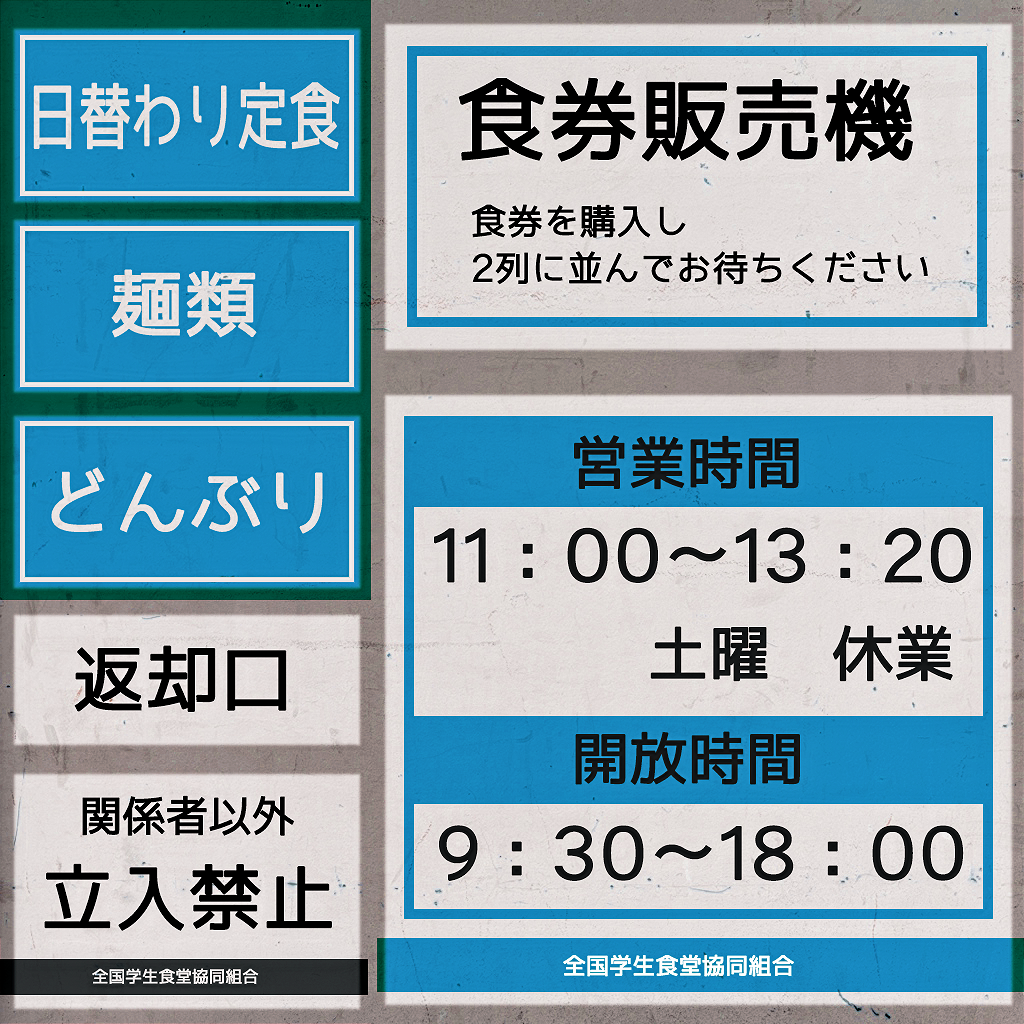 日替わり定食
麺類
どんぶり
返却口
関係者以外
立入禁止
全国学生食堂協同組合
食券販売機
食券を購入し
2列に並んでお待ちください
営業時間
11：00～13：20
土曜　休業
開放時間
9：30～18：00
全国学生食堂協同組合